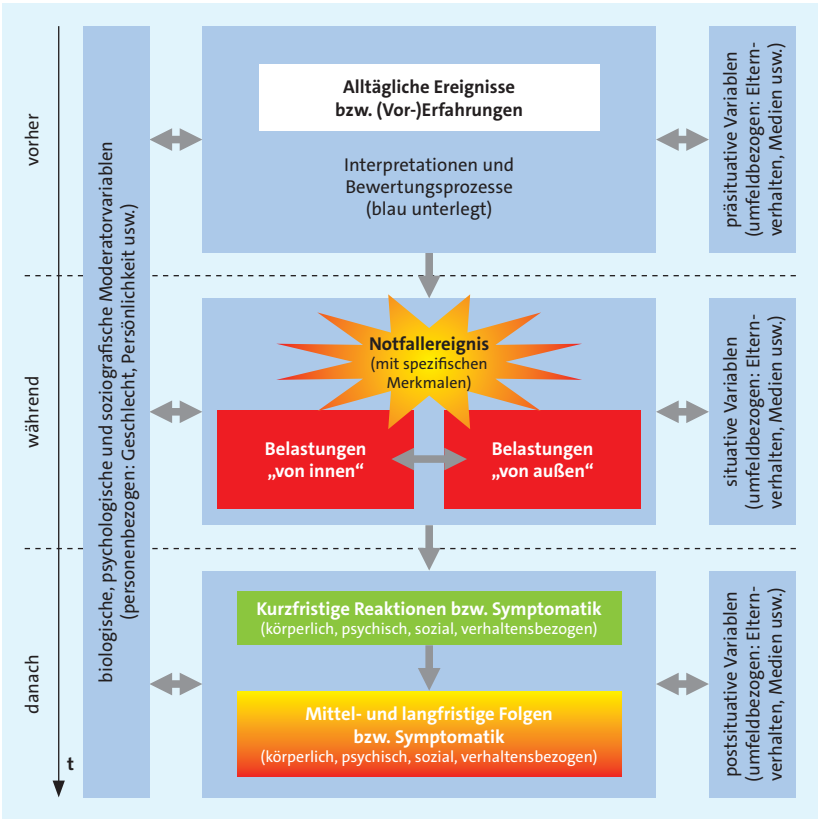 vorher
während
danach
t
biologische, psychologische und soziografische Moderatorvariablen
(personenbezogen: Geschlecht, Persönlichkeit usw.)
Alltägliche Ereignisse
bzw. (Vor-)Erfahrungen
Interpretationen und
Bewertungsprozesse
(blau unterlegt)
präsituative Variablen
(umfeldbezogen: Eltern-
verhalten, Medien usw.)
Notfallereignis
(mit spezifischen
Merkmalen)
Belastungen
„von innen“
Belastungen
„von außen“
situative Variablen
(umfeldbezogen: Eltern-
verhalten, Medien usw.)
Kurzfristige Reaktionen bzw. Symptomatik
(körperlich, psychisch, sozial, verhaltensbezogen)
Mittel- und langfristige Folgen
bzw. Symptomatik
(körperlich, psychisch, sozial, verhaltensbezogen)
postsituative Variablen
(umfeldbezogen: Eltern-
verhalten, Medien usw.)